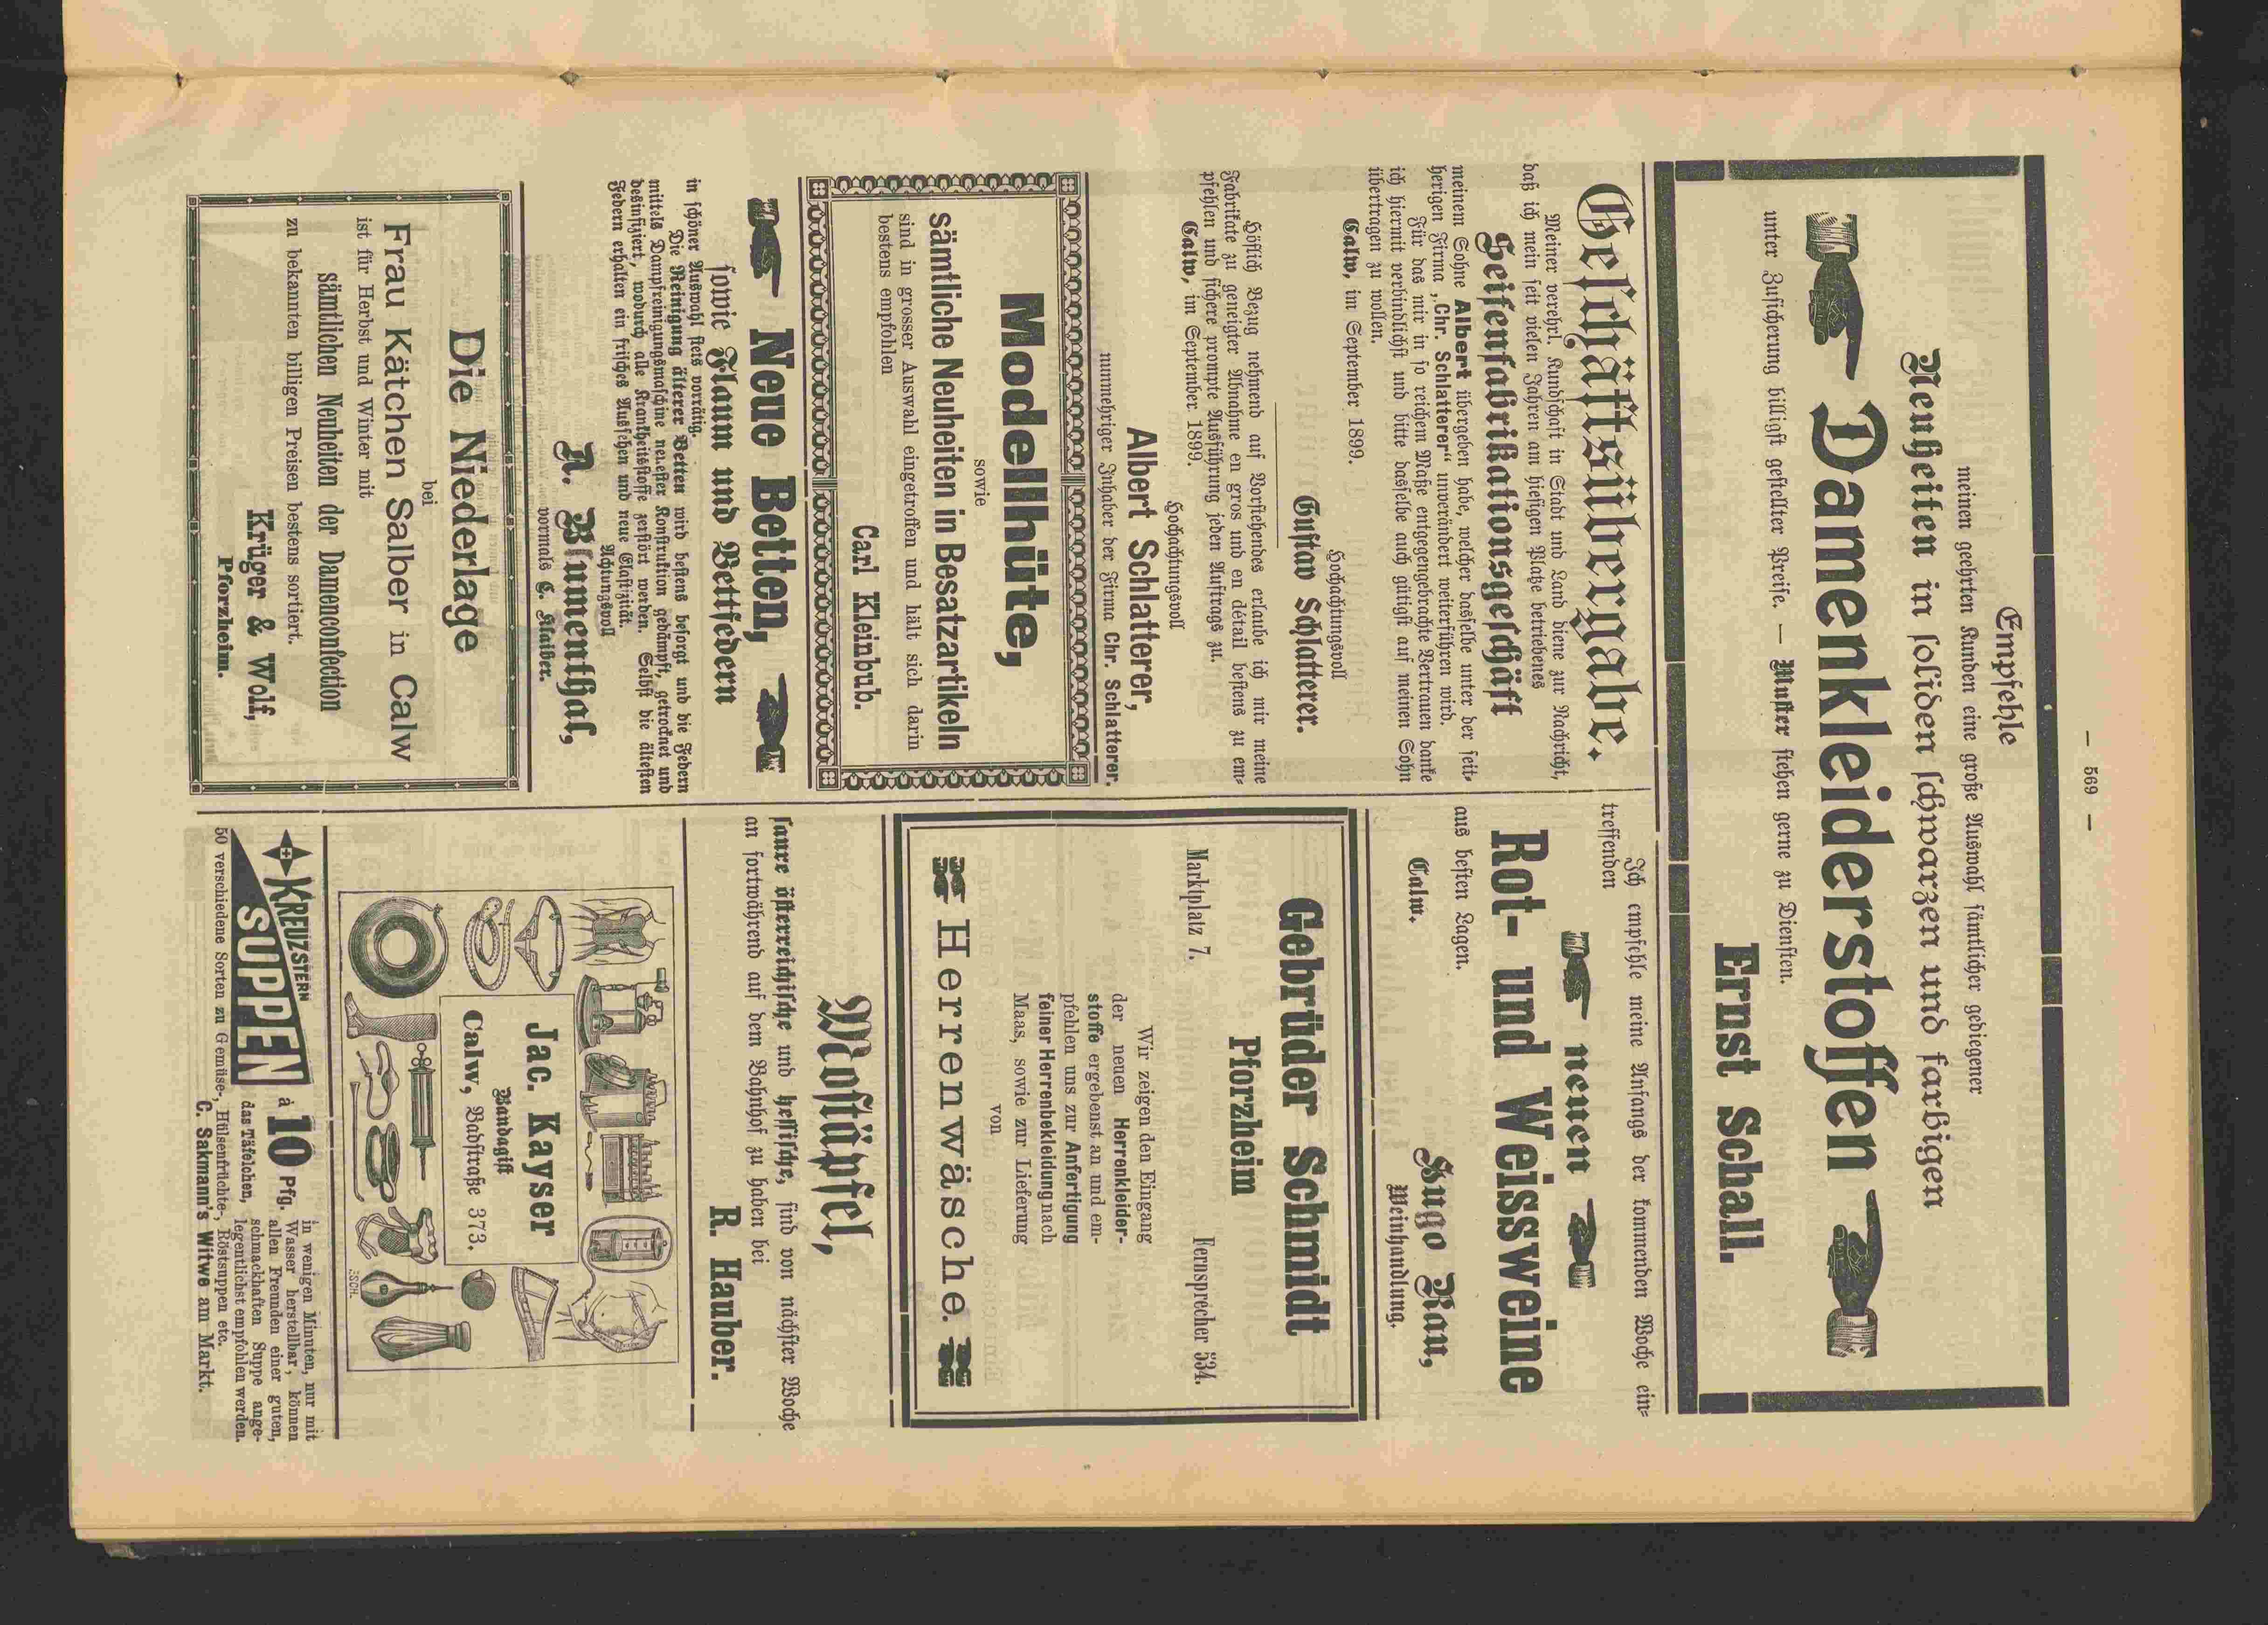 — 569 —
Empfehle
meinen geehrten Kunden eine große Auswahl sämtlicher gediegener
Neuheiten in soliden schwarzen und farbigen
Damenkleiderstoffen
unter Zusicherung billigst gestellter Preise. — Muster stehen gerne zu Diensten.
Ernst Schall.
Geschäftsübergabe.
Meiner verehrl. Kundschaft in Stadt und Land diene zur Nachricht,
daß ich mein seit vielen Jahren am hiesigen Platze betriebenes
Seifenfabrikationsgeschäft
meinem Sohne Albert übergeben habe, welcher dasselbe unter der seit-
herigen Firma „Chr. Schlatterer“ unverändert weiterführen wird.
Für das mir in so reichem Maße entgegengebrachte Vertrauen danke
ich hiermit verbindlichst und bitte dasselbe auch gütigst auf meinen Sohn
übertragen zu wollen.
Hochachtungsvoll
Calw, im September 1899.
Gustav Schlatterer.
Höflich Bezug nehmend auf Vorstehendes erlaube ich mir meine
Fabrikate zu geneigter Abnahme en gros und en détail bestens zu em-
pfehlen und sichere prompte Ausführung jeden Auftrags zu.
Calw, im September 1899.
Hochachtungsvoll
Albert Schlatterer,
nunmehriger Inhaber der Firma Chr. Schlatterer.
Modellhüte,
sowie
sämtliche Neuheiten in Besatzartikeln
sind in grosser Auswahl eingetroffen und hält sich darin
bestens empfohlen
Carl Kleinbub.
Neue Betten,
sowie Flaum und Bettfedern
in schöner Auswahl stets vorrätig.
Die Reinigung älterer Betten wird bestens besorgt und die Federn
mittels Dampfreinigungsmaschine neuester Konstruktion gedämpft, getrocknet und
desinfiziert, wodurch alle Krankheitsstoffe zerstört werden. Selbst die ältesten
Federn erhalten ein frisches Aussehen und neue Elastizität.
Achtungsvoll
A. Blumenthal,
vormals L. Klaiber.
Die Niederlage
bei
Frau Kätchen Salber in Calw
ist für Herbst und Winter mit
sämtlichen Neuheiten der Damenconfection
zu bekannten billigen Preisen bestens sortiert.
Krüger & Wolf,
Pforzheim.
Ich empfehle meine Anfangs der kommenden Woche ein-
treffenden
neuen
Rot- und Weissweine
aus besten Lagen.
Calw.
Hugo Rau,
Weinhandlung.
Gebrüder Schmidt
Pforzheim
Marktplatz 7.
Fernsprecher 534.
Wir zeigen den Eingang
der neuen Herrenkleider-
stoffe ergebenst an und em-
pfehlen uns zur Anfertigung
feiner Herrenbekleidung nach
Maas, sowie zur Lieferung
von
Herrenwäsche.
Mostäpfel,
saure österreichische und hessische, sind von nächster Woche
an fortwährend auf dem Bahnhof zu haben bei
R. Hauber.
Jac. Kayser
Bandagist
Calw, Badstraße 373.
ESCH.
KREUZSTERN
SUPPEN
à 10 Pfg.
das Täfelchen,
in wenigen Minuten, nur mit
Wasser herstellbar, können
allen Freunden einer guten,
schmackhaften Suppe ange-
legentlichst empfohlen werden.
50 verschiedene Sorten zu Gemüse-, Hülsenfrüchte-, Röstsuppen etc.
C. Sakmann's Witwe am Markt.